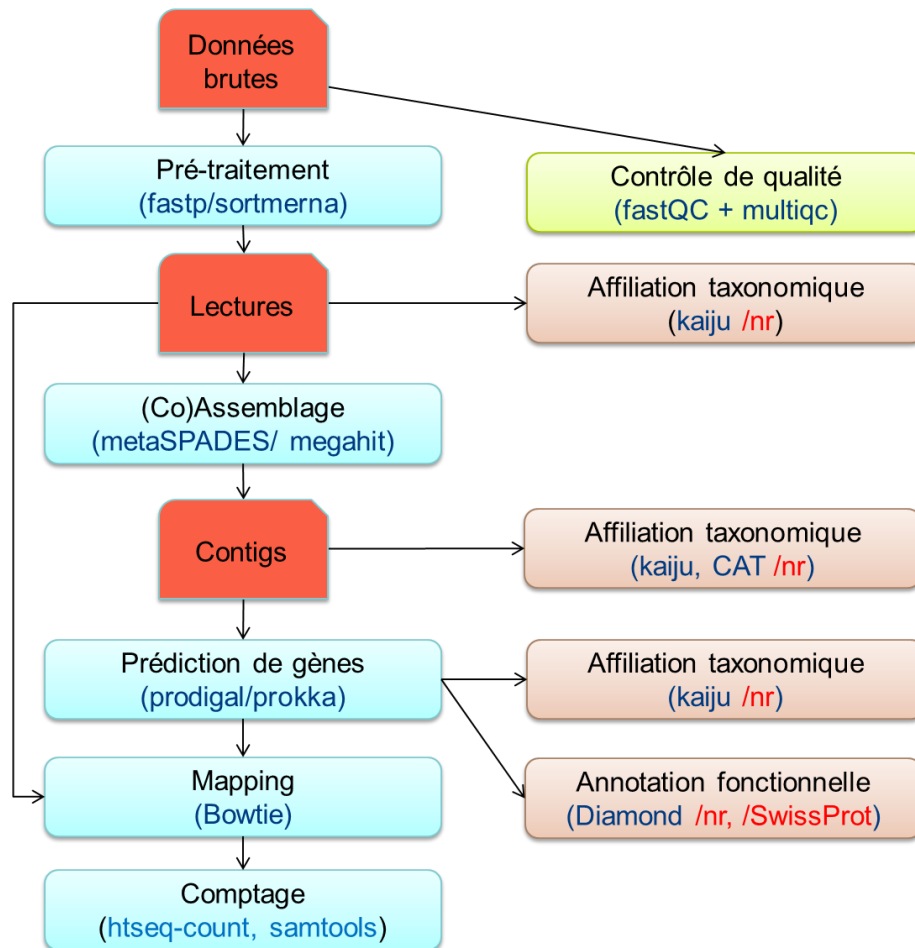 Données
brutes
Pré-traitement
(fastp/sortmerna)
Contrôle de qualité
(fastQC + multiqc)
Lectures
Affiliation taxonomique
(kaiju /nr)
(Co)Assemblage
(metaSPADES/ megahit)
Contigs
Affiliation taxonomique
(kaiju, CAT /nr)
Prédiction de gènes
(prodigal/prokka)
Affiliation taxonomique
(kaiju /nr)
Mapping
(Bowtie)
Annotation fonctionnelle
(Diamond /nr, /SwissProt)
Comptage
(htseq-count, samtools)